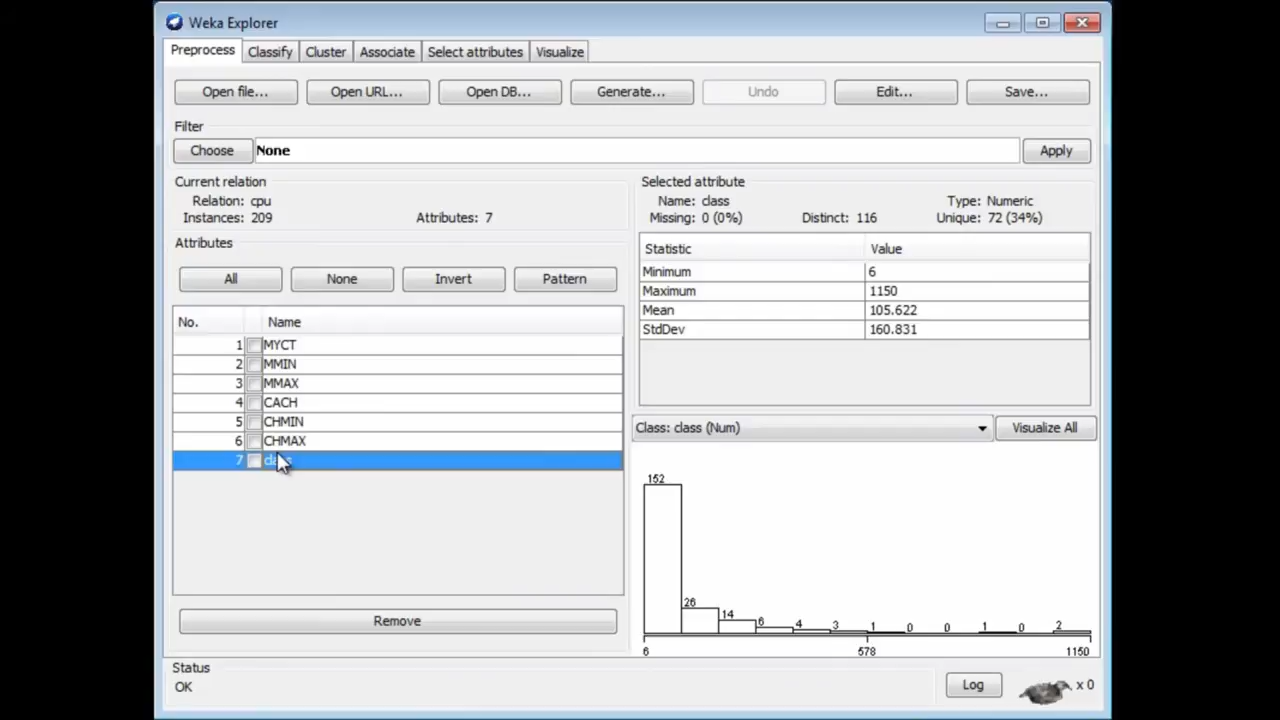 Weka Explorer
Preprocess Classify Cluster Associate Select attributes Visualize
Open file... Open URL... Open DB... Generate... Undo Edit... Save...
Filter
Choose None Apply
Current relation
Relation: cpu
Instances: 209 Attributes: 7
Selected attribute
Name: class Type: Numeric
Missing: 0 (0%) Distinct: 116 Unique: 72 (34%)
Attributes
All None Invert Pattern
No. Name
1 MYCT
2 MMIN
3 MMAX
4 CACH
5 CHMIN
6 CHMAX
7 class
Remove
Statistic Value
Minimum 6
Maximum 1150
Mean 105.622
StdDev 160.831
Class: class (Num) Visualize All
152
26
14
6 4 3 1 0 0 1 0 2
6 578 1150
Status
OK
Log x 0